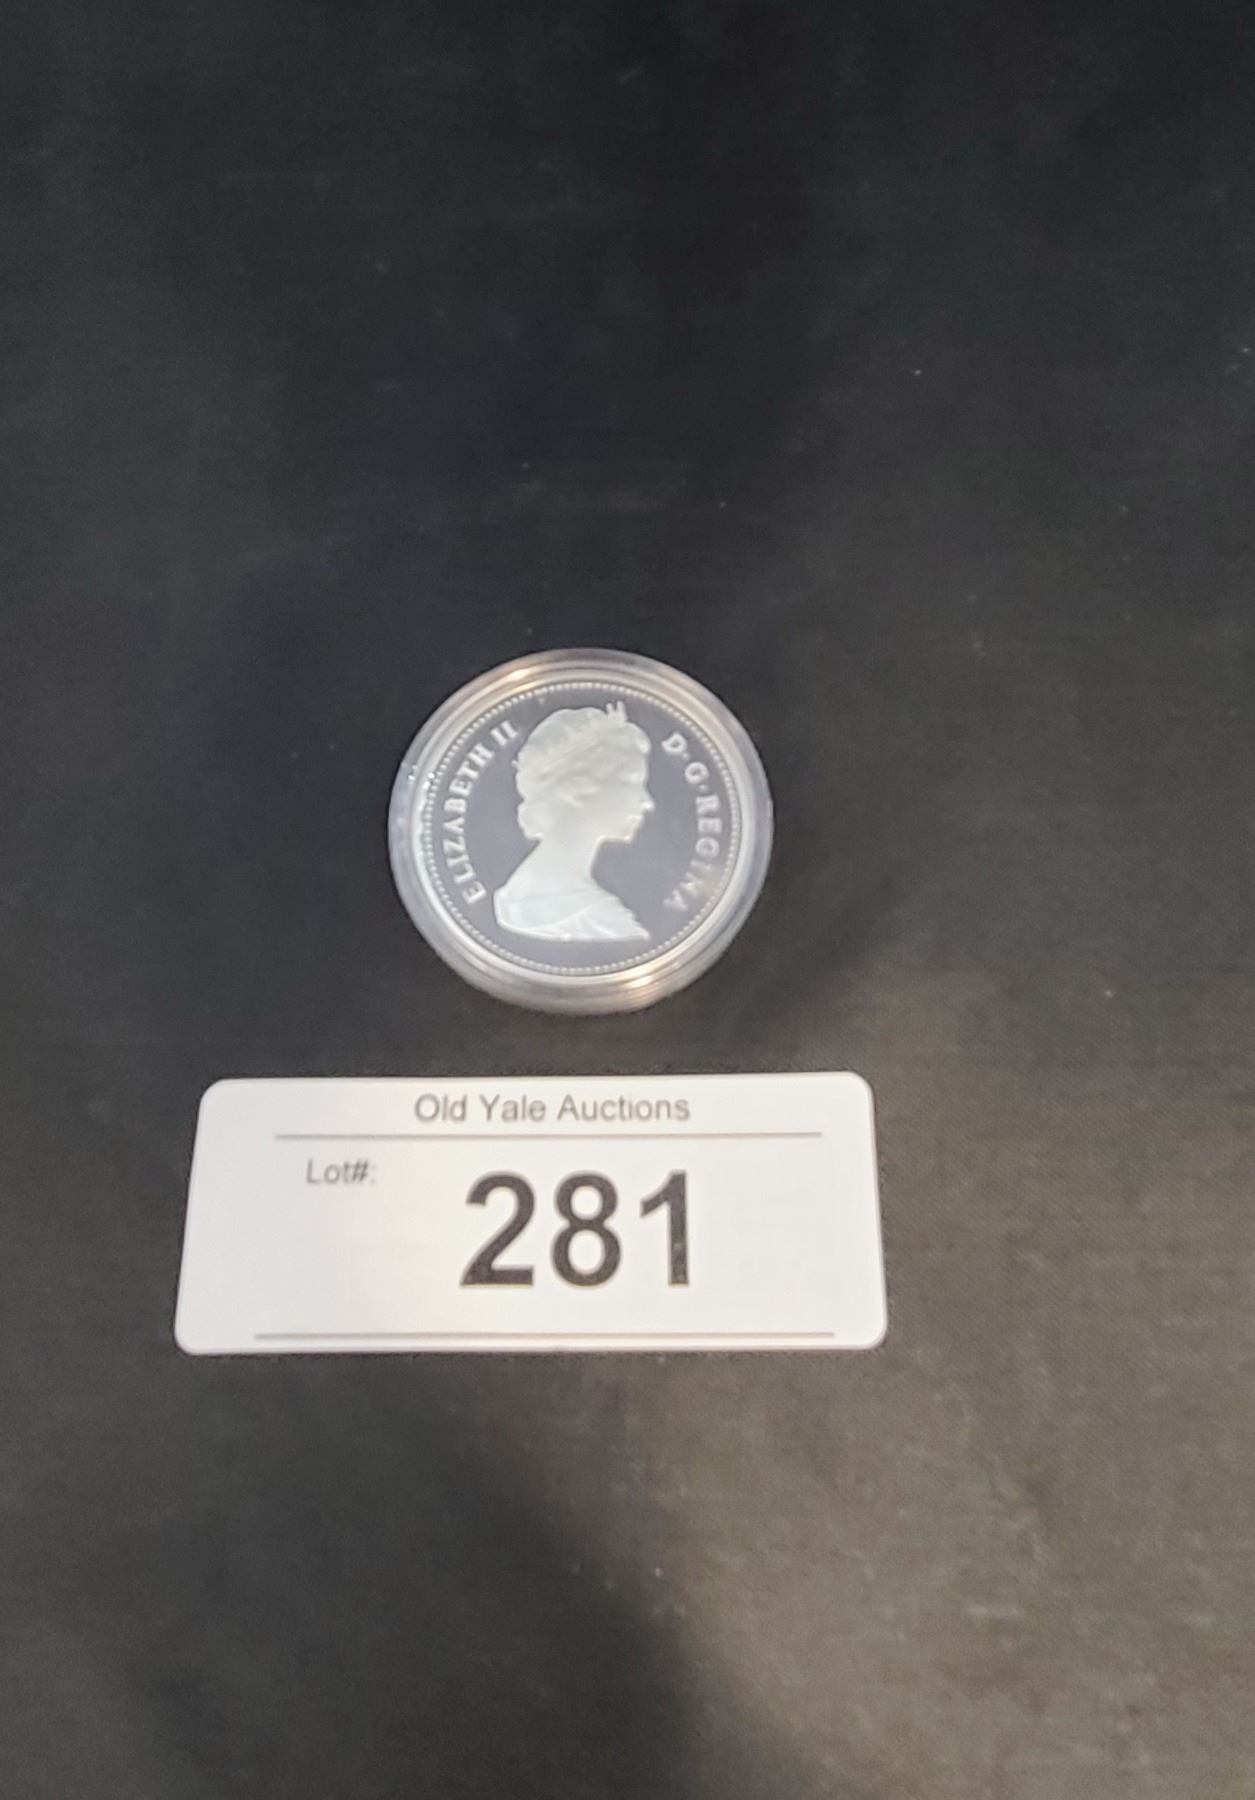 ELIZABETH II D·G·REGINA
Old Yale Auctions
Lot#: 281